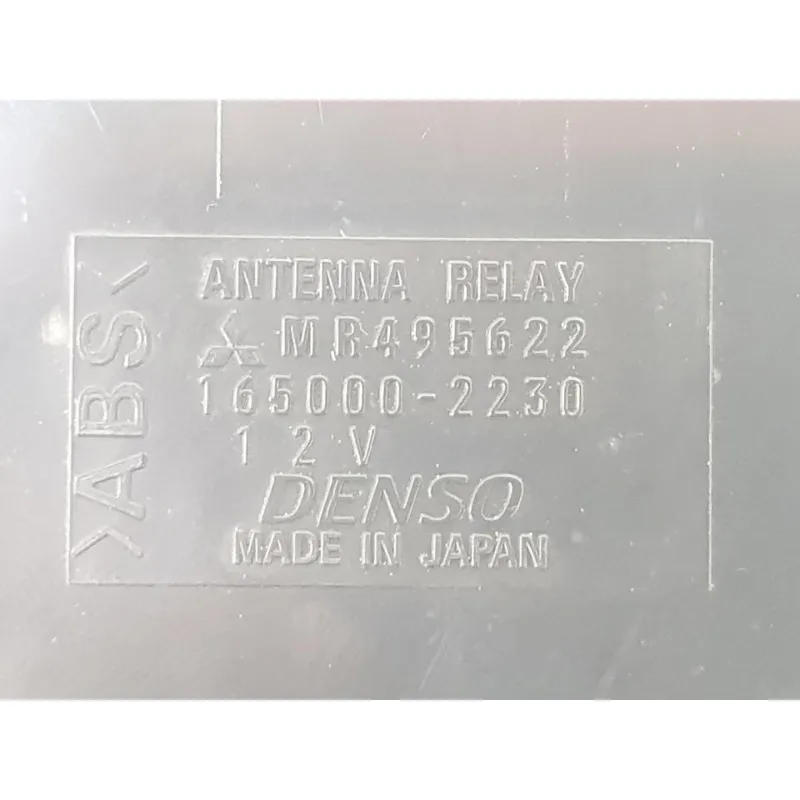 ANTENNA RELAY
MR495622
165000-2230
12V
DENSO
MADE IN JAPAN
>ABS<